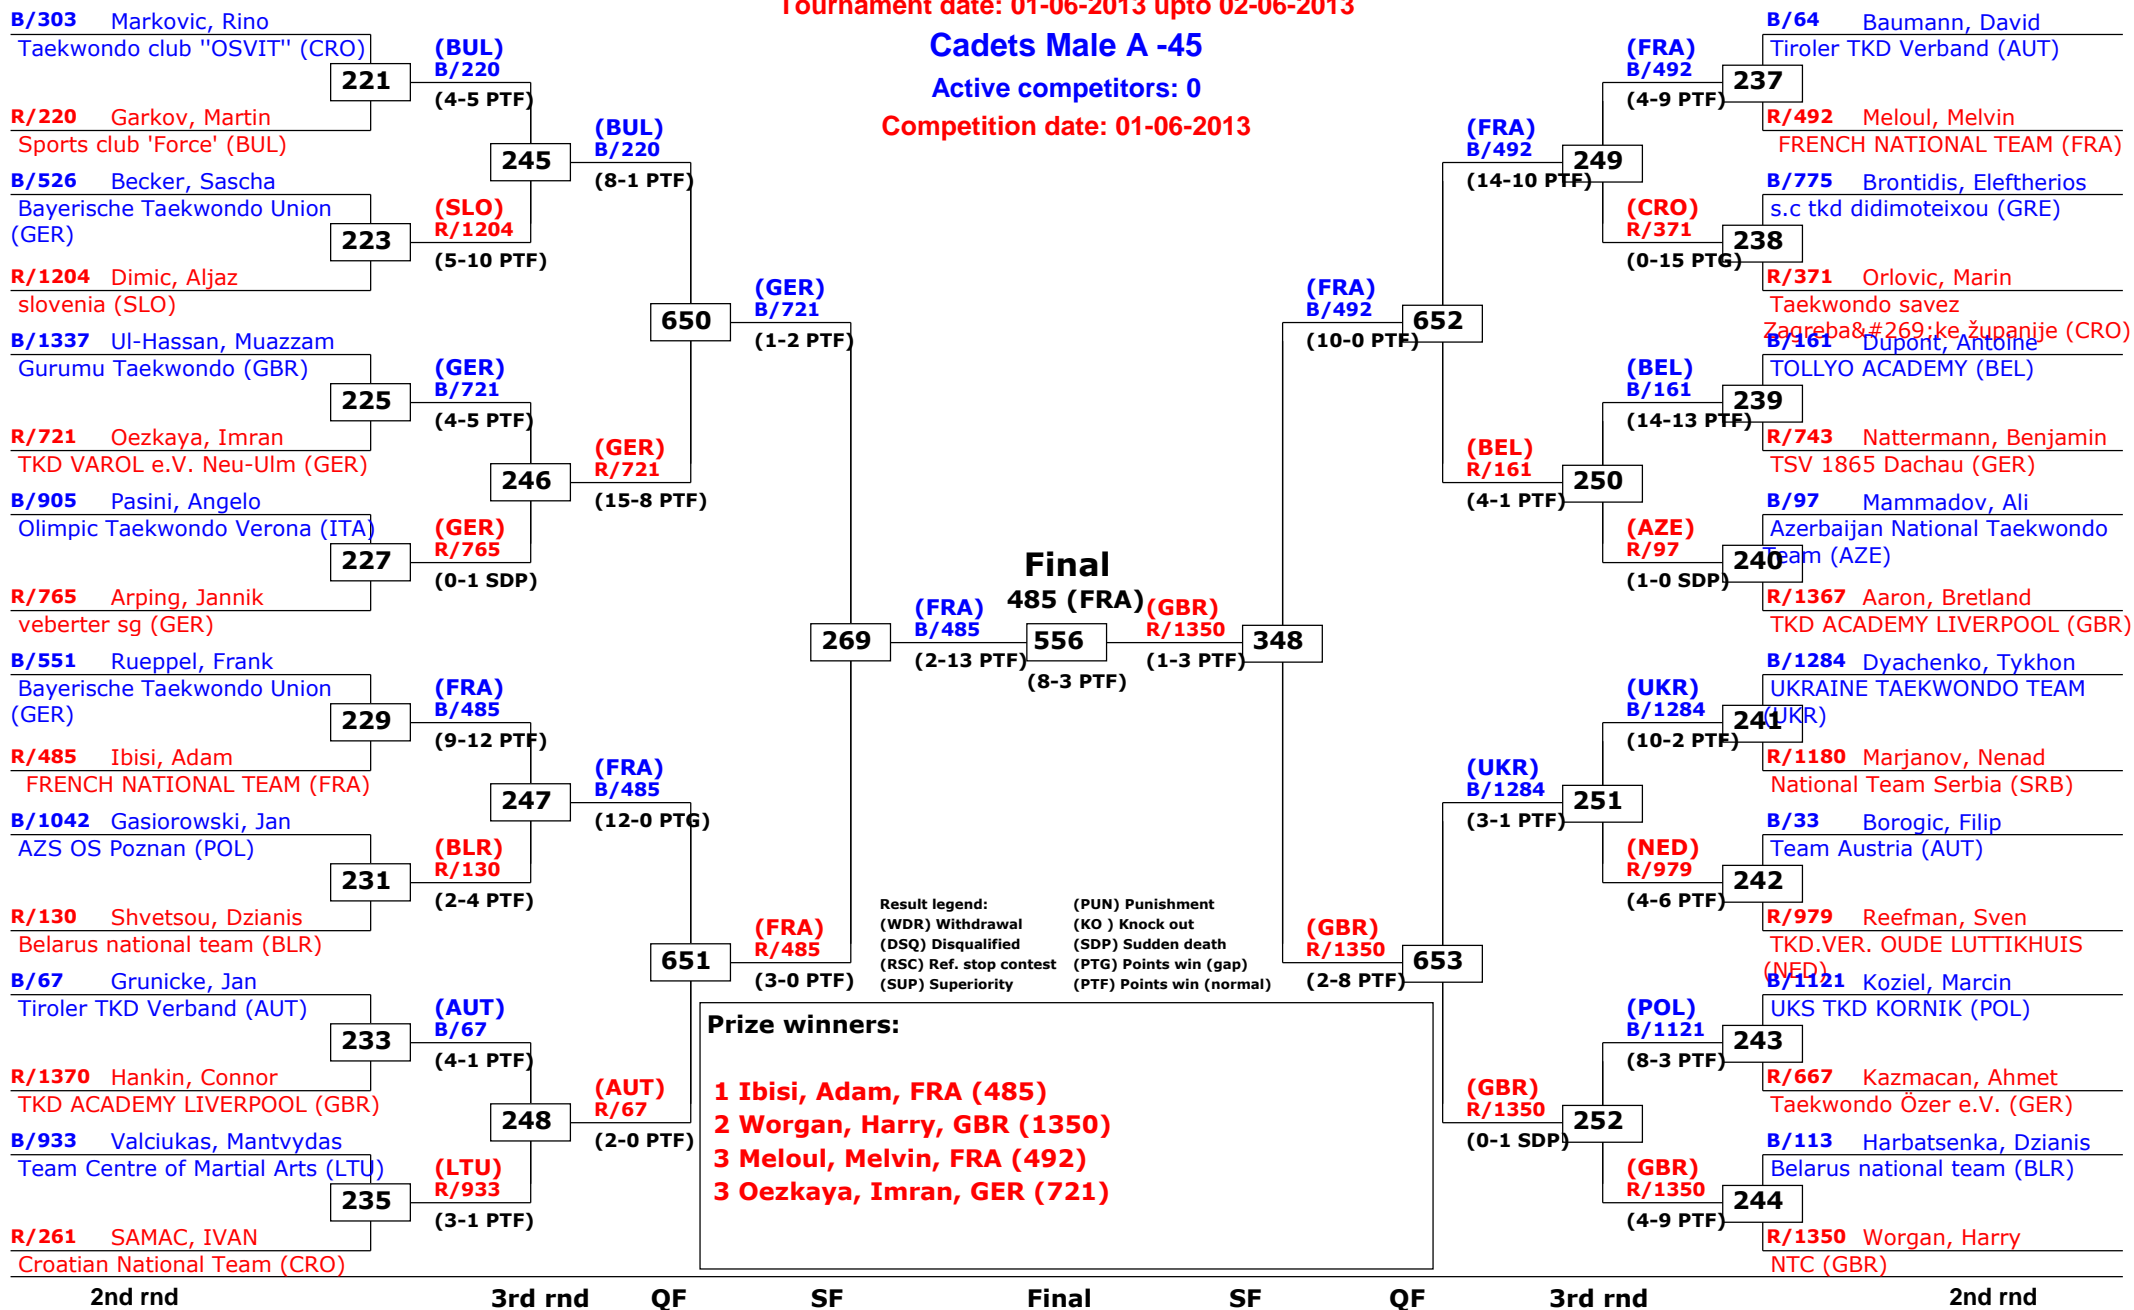 Tournament date: 01-06-2013 upto 02-06-2013
Cadets Male A -45
Active competitors: 0
Competition date: 01-06-2013
B/303 Markovic, Rino
Taekwondo club "OSVIT" (CRO)
221
R/220 Garkov, Martin
Sports club 'Force' (BUL)
B/526 Becker, Sascha
Bayerische Taekwondo Union
(GER)
223
R/1204 Dimic, Aljaz
slovenia (SLO)
B/1337 Ul-Hassan, Muazzam
Gurumu Taekwondo (GBR)
225
R/721 Oezkaya, Imran
TKD VAROL e.V. Neu-Ulm (GER)
B/905 Pasini, Angelo
Olimpic Taekwondo Verona (ITA)
227
R/765 Arping, Jannik
veberter sg (GER)
B/551 Rueppel, Frank
Bayerische Taekwondo Union
(GER)
229
R/485 Ibisi, Adam
FRENCH NATIONAL TEAM (FRA)
B/1042 Gasiorowski, Jan
AZS OS Poznan (POL)
231
R/130 Shvetsou, Dzianis
Belarus national team (BLR)
B/67 Grunicke, Jan
Tiroler TKD Verband (AUT)
233
R/1370 Hankin, Connor
TKD ACADEMY LIVERPOOL (GBR)
B/933 Valciukas, Mantvydas
Team Centre of Martial Arts (LTU)
235
R/261 SAMAC, IVAN
Croatian National Team (CRO)
(BUL)
B/220
(4-5 PTF)
245
(SLO)
R/1204
(5-10 PTF)
(GER)
B/721
(4-5 PTF)
246
(GER)
R/765
(0-1 SDP)
(FRA)
B/485
(9-12 PTF)
247
(BLR)
R/130
(2-4 PTF)
(AUT)
B/67
(4-1 PTF)
248
(LTU)
R/933
(3-1 PTF)
(BUL)
B/220
(8-1 PTF)
650
(GER)
R/721
(15-8 PTF)
(FRA)
B/485
(12-0 PTG)
651
(AUT)
R/67
(2-0 PTF)
(GER)
B/721
(1-2 PTF)
269
(FRA)
R/485
(3-0 PTF)
(FRA)
B/485
(2-13 PTF)
Final
485 (FRA)
556
(8-3 PTF)
(GBR)
R/1350
(1-3 PTF)
348
(FRA)
B/492
(10-0 PTF)
652
(GBR)
R/1350
(2-8 PTF)
653
(FRA)
B/492
(14-10 PTF)
249
(BEL)
R/161
(4-1 PTF)
250
(UKR)
B/1284
(3-1 PTF)
251
(GBR)
R/1350
(0-1 SDP)
252
(FRA)
B/492
(4-9 PTF)
(CRO)
R/371
(0-15 PTG)
(BEL)
B/161
(14-13 PTF)
(AZE)
R/97
(1-0 SDP)
(UKR)
B/1284
(10-2 PTF)
(NED)
R/979
(4-6 PTF)
(POL)
B/1121
(8-3 PTF)
(GBR)
R/1350
(4-9 PTF)
B/64 Baumann, David
Tiroler TKD Verband (AUT)
237
R/492 Meloul, Melvin
FRENCH NATIONAL TEAM (FRA)
B/775 Brontidis, Eleftherios
s.c tkd didimoteixou (GRE)
238
R/371 Orlovic, Marin
Taekwondo savez
Zagreba&#269;ke županije (CRO)
B/161 Dupont, Antoine
TOLLYO ACADEMY (BEL)
239
R/743 Nattermann, Benjamin
TSV 1865 Dachau (GER)
B/97 Mammadov, Ali
Azerbaijan National Taekwondo
Team (AZE)
240
R/1367 Aaron, Bretland
TKD ACADEMY LIVERPOOL (GBR)
B/1284 Dyachenko, Tykhon
UKRAINE TAEKWONDO TEAM
(UKR)
241
R/1180 Marjanov, Nenad
National Team Serbia (SRB)
B/33 Borogic, Filip
Team Austria (AUT)
242
R/979 Reefman, Sven
TKD.VER. OUDE LUTTIKHUIS
(NED)
B/1121 Koziel, Marcin
UKS TKD KORNIK (POL)
243
R/667 Kazmacan, Ahmet
Taekwondo Özer e.V. (GER)
B/113 Harbatsenka, Dzianis
Belarus national team (BLR)
244
R/1350 Worgan, Harry
NTC (GBR)
Result legend: (PUN) Punishment
(WDR) Withdrawal (KO ) Knock out
(DSQ) Disqualified (SDP) Sudden death
(RSC) Ref. stop contest (PTG) Points win (gap)
(SUP) Superiority (PTF) Points win (normal)
Prize winners:
1 Ibisi, Adam, FRA (485)
2 Worgan, Harry, GBR (1350)
3 Meloul, Melvin, FRA (492)
3 Oezkaya, Imran, GER (721)
2nd rnd 3rd rnd QF SF Final SF QF 3rd rnd 2nd rnd